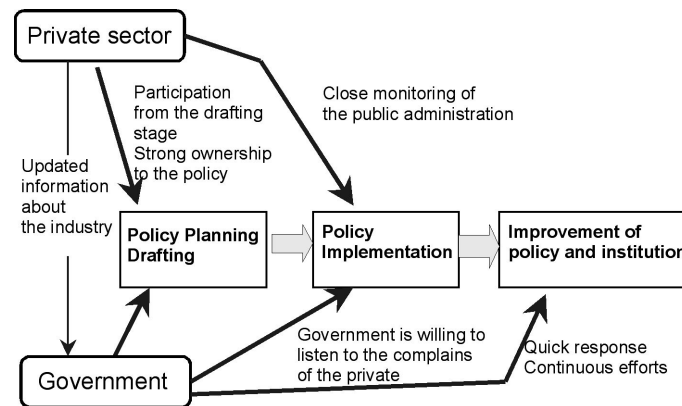 Private sector
Participation
from the drafting
stage
Strong ownership
to the policy
Close monitoring of
the public administration
Updated
information
about
the industry
Policy Planning
Drafting
Policy
Implementation
Improvement of
policy and institution
Government is willing to
listen to the complains
of the private
Quick response
Continuous efforts
Government